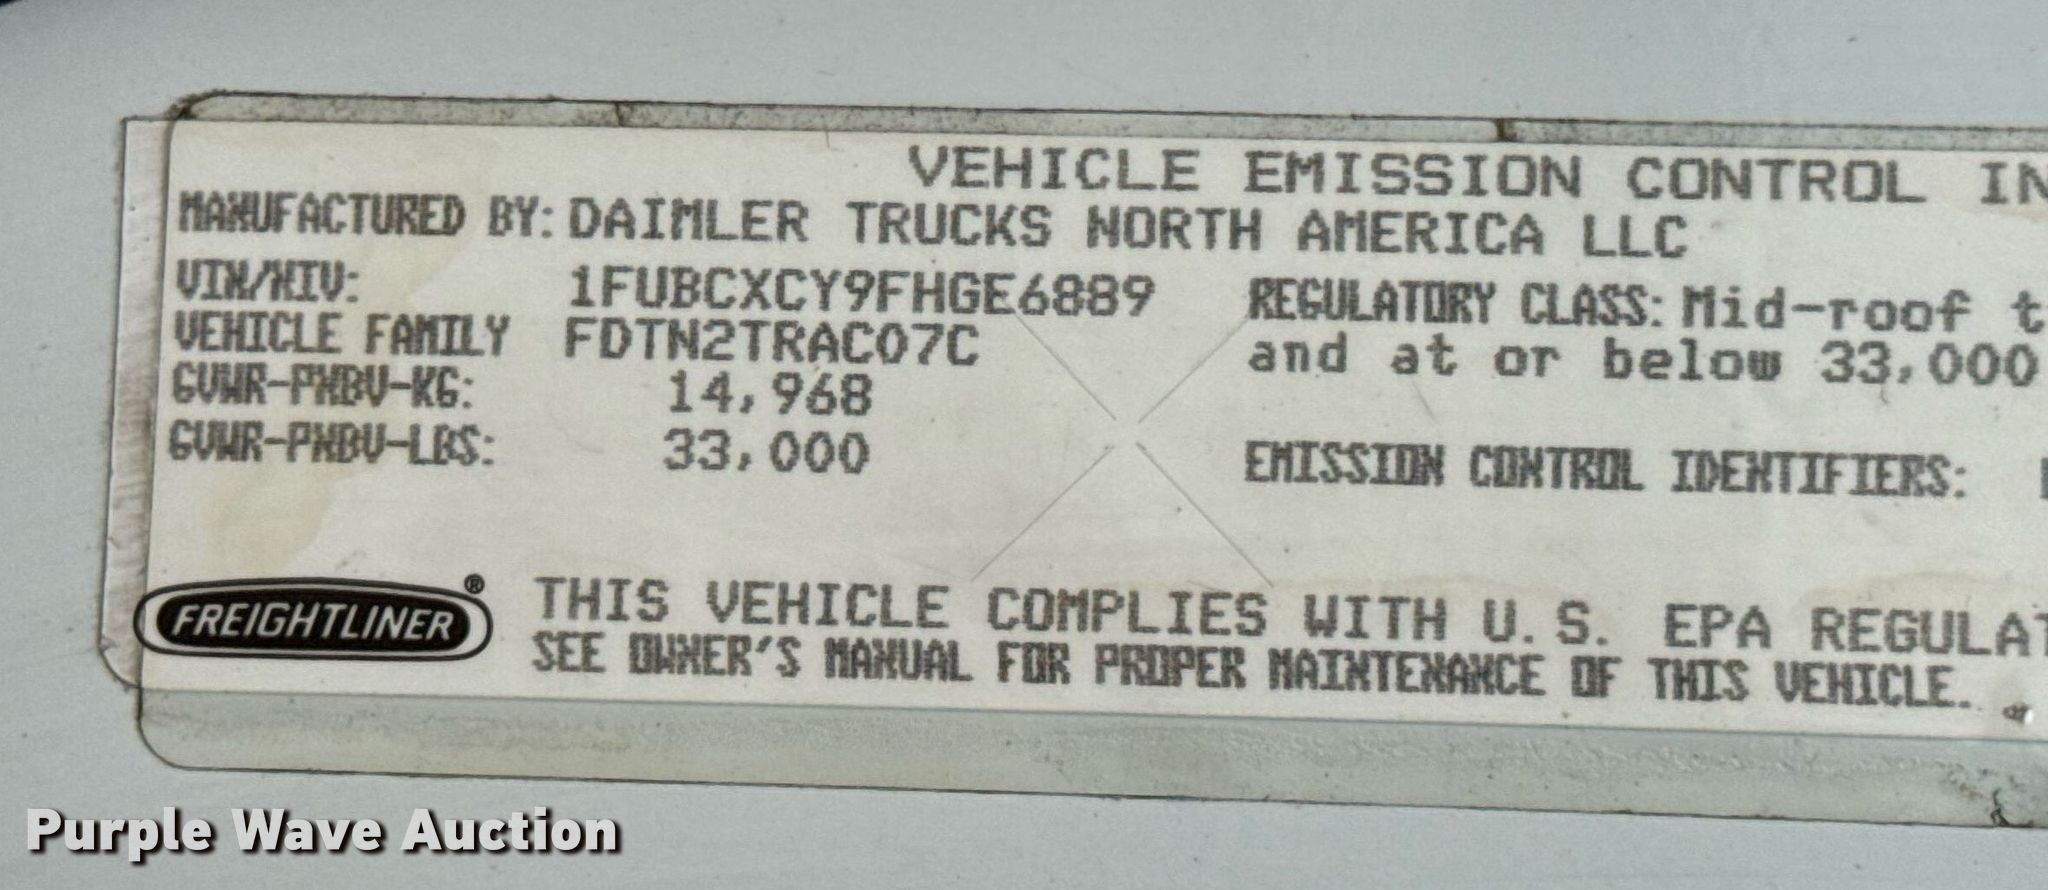 VEHICLE EMISSION CONTROL IN
MANUFACTURED BY: DAIMLER TRUCKS NORTH AMERICA LLC
VIN/NIV: 1FUBCXCY9FHGE6889 REGULATORY CLASS: Mid-roof t
VEHICLE FAMILY FDTN2TRAC07C and at or below 33,000
GVWR-PNBV-KG: 14,968
GVWR-PNBV-LBS: 33,000 EMISSION CONTROL IDENTIFIERS:
FREIGHTLINER® THIS VEHICLE COMPLIES WITH U.S. EPA REGULAT
SEE OWNER'S MANUAL FOR PROPER MAINTENANCE OF THIS VEHICLE.
Purple Wave Auction